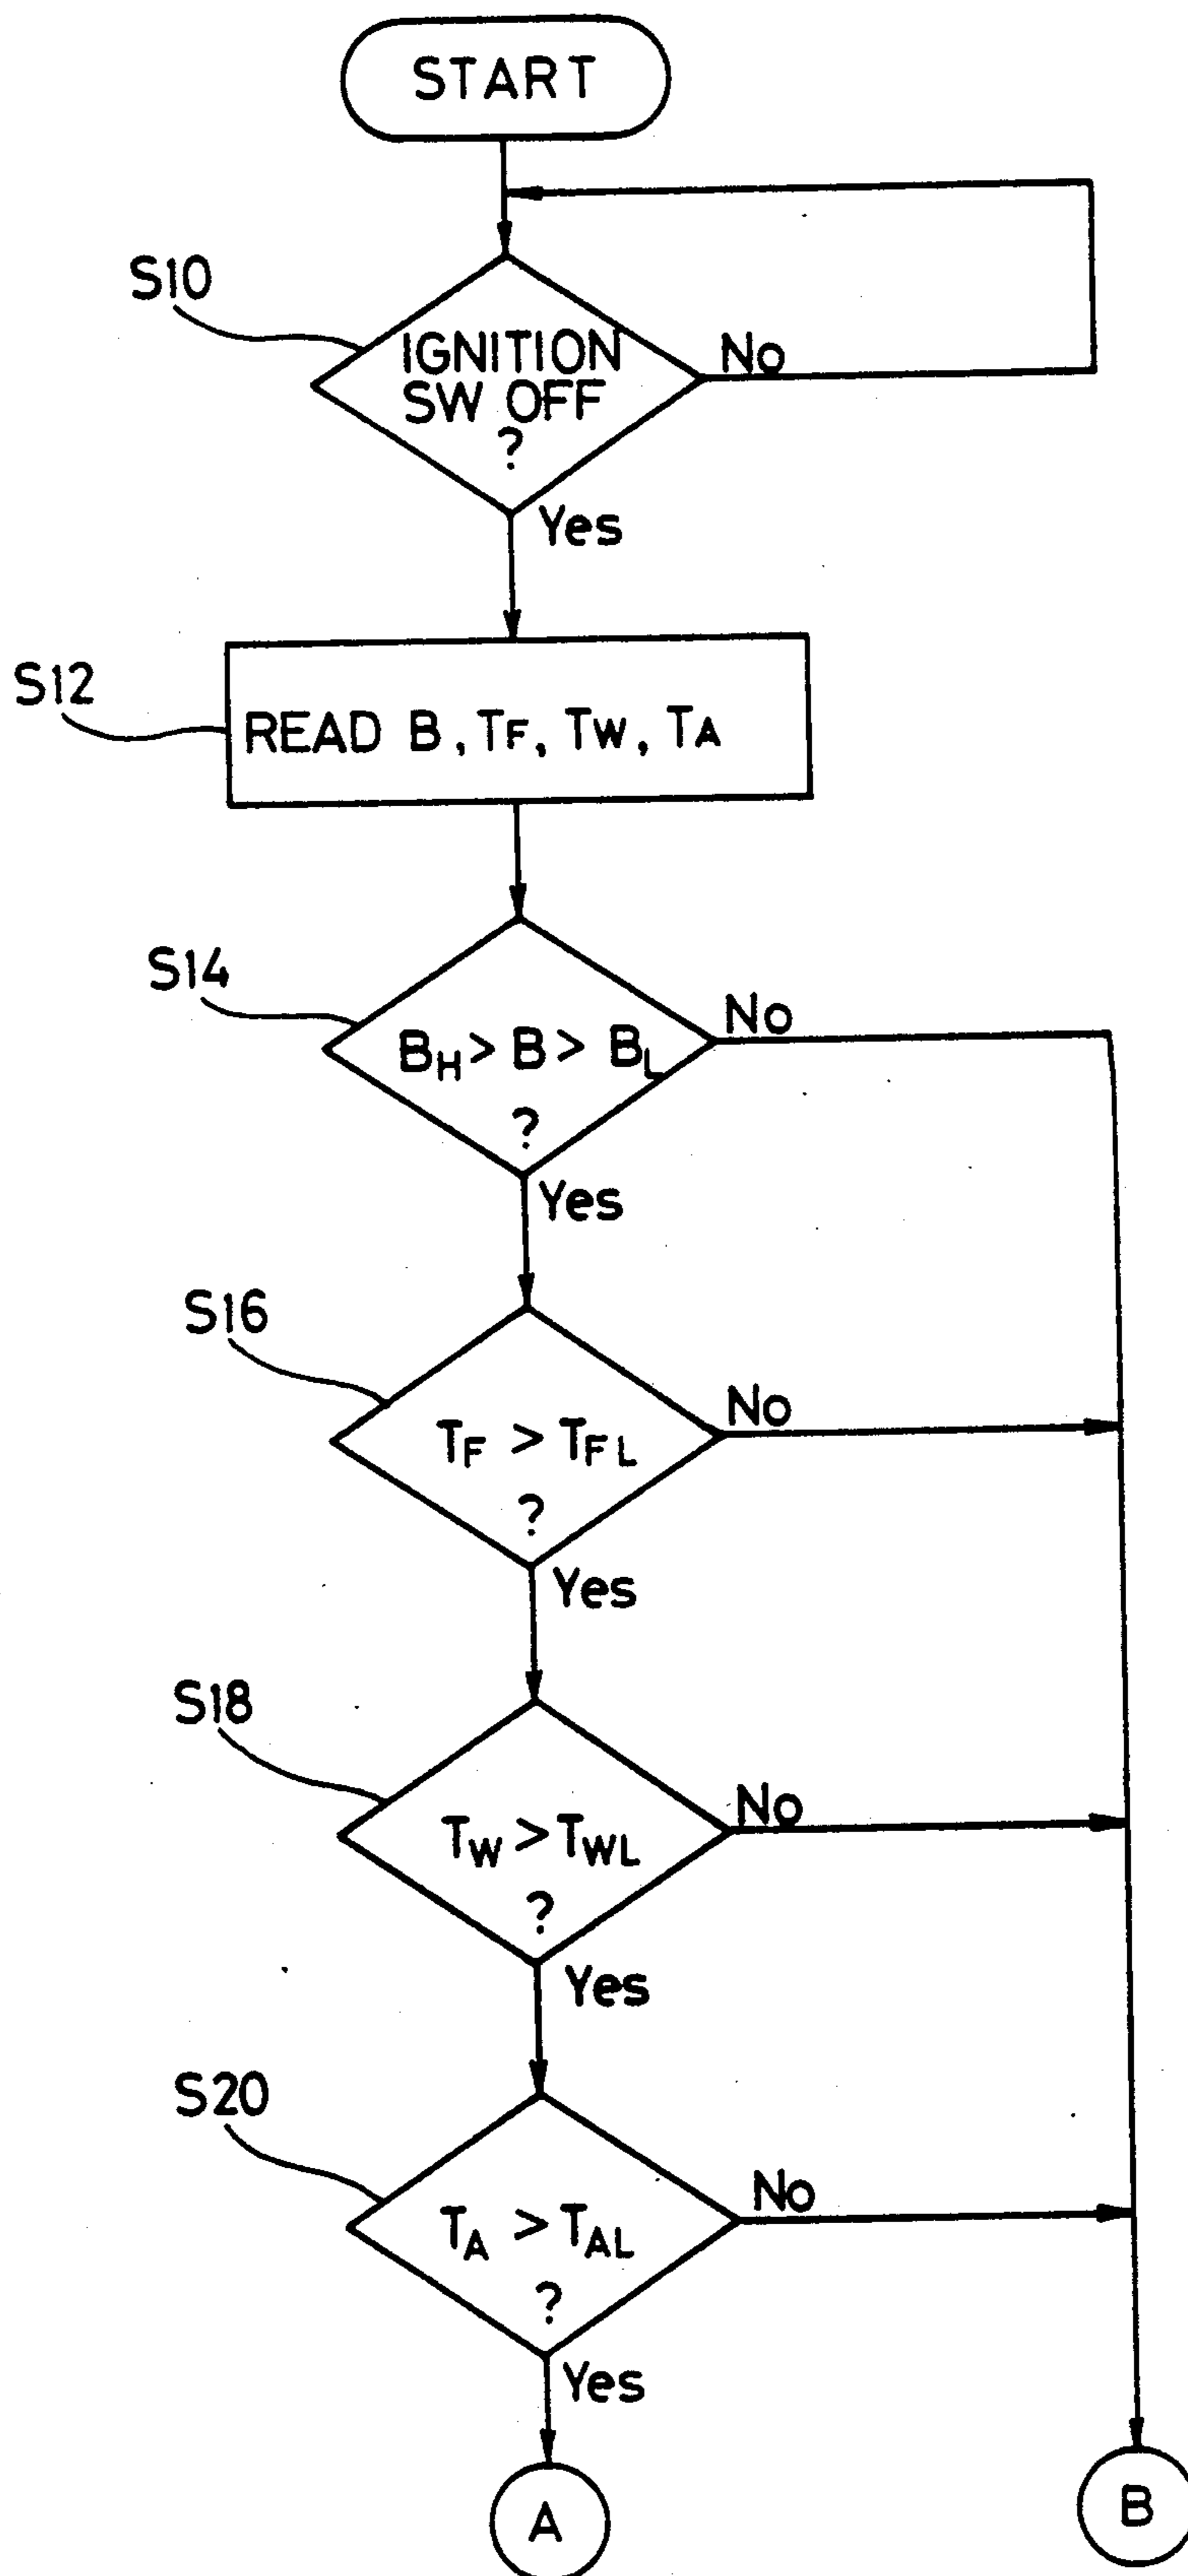 START
S10
IGNITION
SW OFF
?
No
Yes
S12
READ B, TF, TW, TA
S14
BH > B > BL
?
No
Yes
S16
TF > TFL
?
No
Yes
S18
TW > TWL
?
No
Yes
S20
TA > TAL
?
No
Yes
A
B